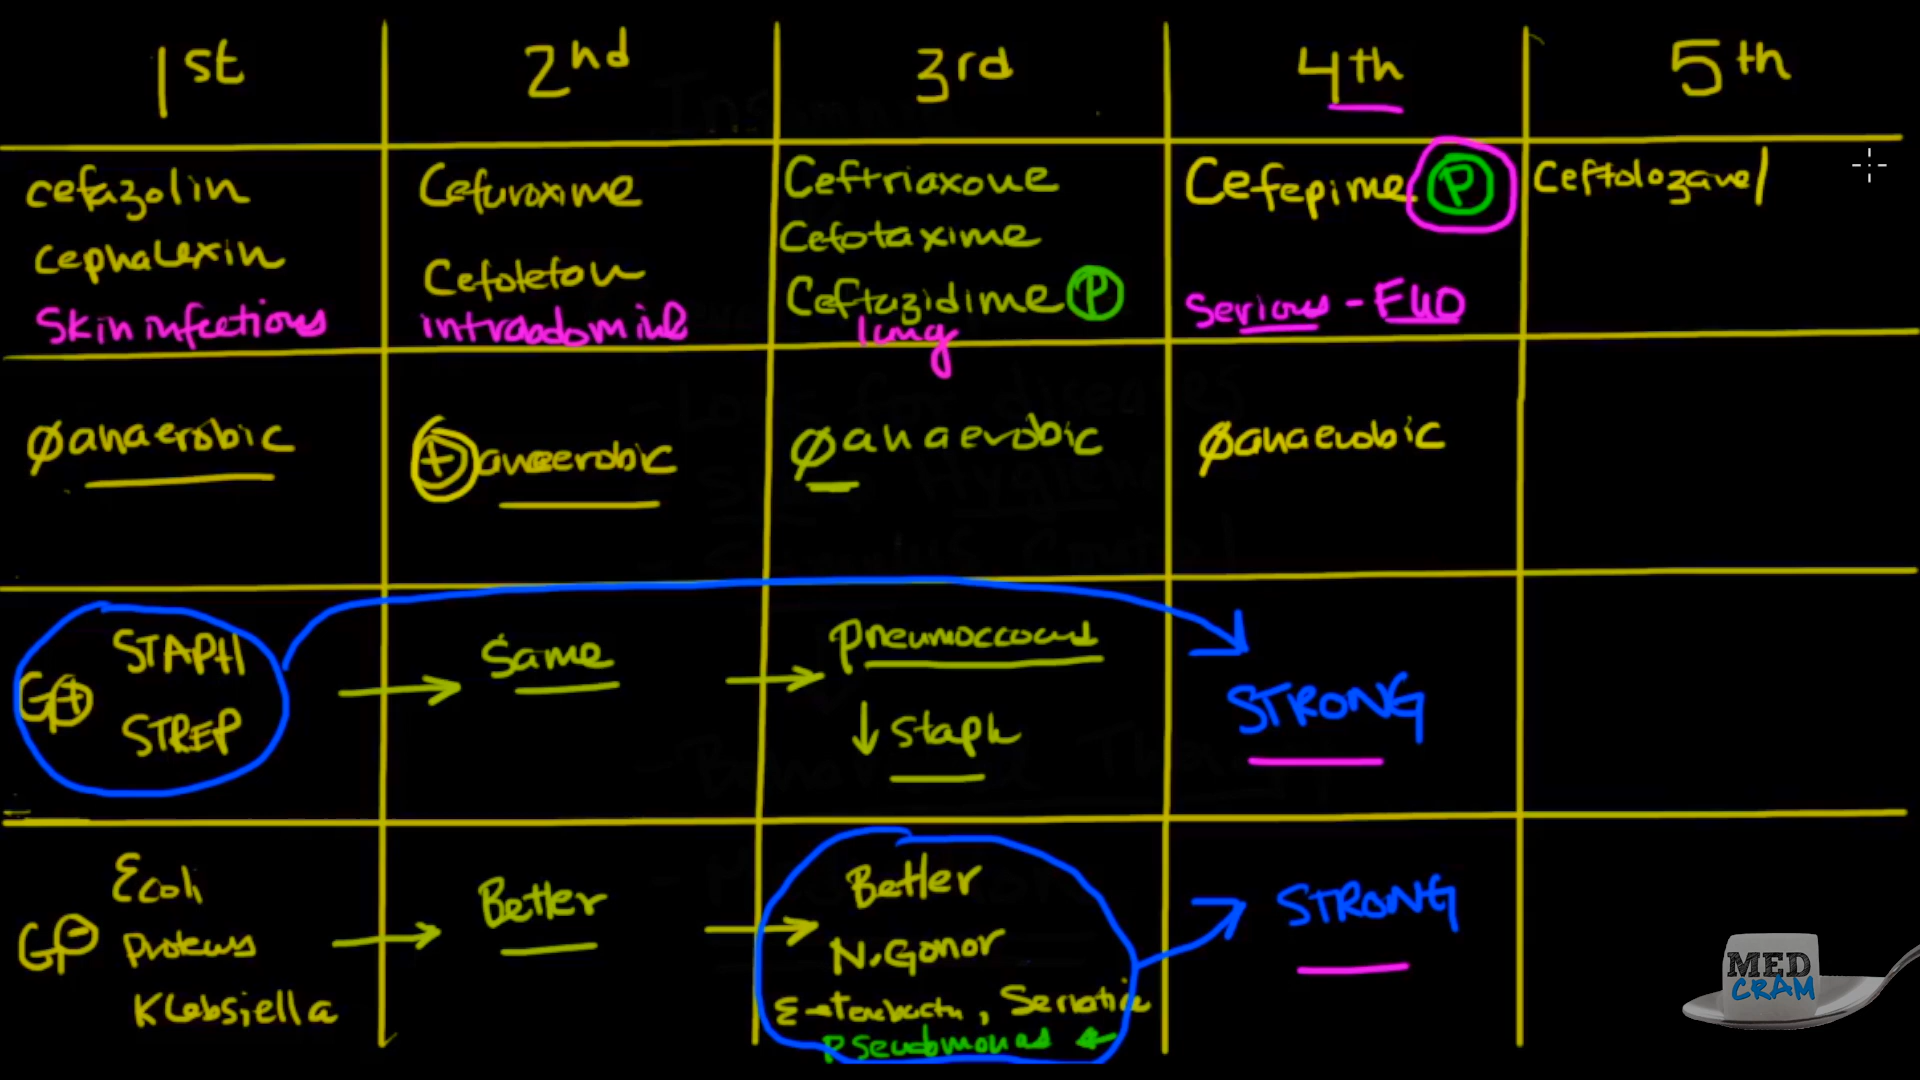 1st 2nd 3rd 4th 5th
cefazolin
cephalexin
Skin infections
Cefuroxime
Cefotetan
intraabdominal
Ceftriaxone
Cefotaxime
Ceftazidime P
lung
Cefepime P
Serious - FUO
Ceftolozane/
Ø anaerobic
+ anaerobic
Ø anaerobic
Ø anaerobic
G+ STAPH
STREP
→ Same
→ Pneumoccocus
↓ Staph
STRONG
G- E coli
Proteus
Klebsiella
→ Better
→ Better
N. Gonor
Enterobactr, Serratia
Pseudomonas ←
STRONG
MED
CRAM